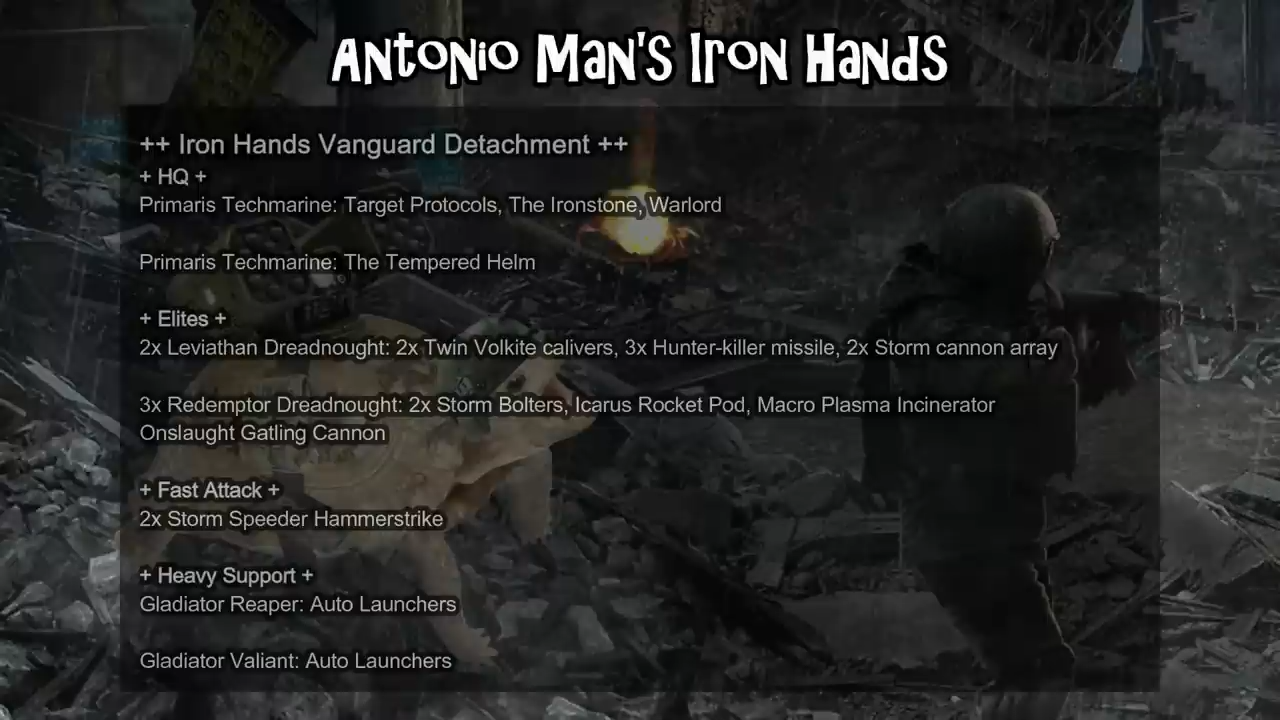 Antonio Man's Iron Hands
++ Iron Hands Vanguard Detachment ++
+ HQ +
Primaris Techmarine: Target Protocols, The Ironstone, Warlord
Primaris Techmarine: The Tempered Helm
+ Elites +
2x Leviathan Dreadnought: 2x Twin Volkite calivers, 3x Hunter-killer missile, 2x Storm cannon array
3x Redemptor Dreadnought: 2x Storm Bolters, Icarus Rocket Pod, Macro Plasma Incinerator
Onslaught Gatling Cannon
+ Fast Attack +
2x Storm Speeder Hammerstrike
+ Heavy Support +
Gladiator Reaper: Auto Launchers
Gladiator Valiant: Auto Launchers